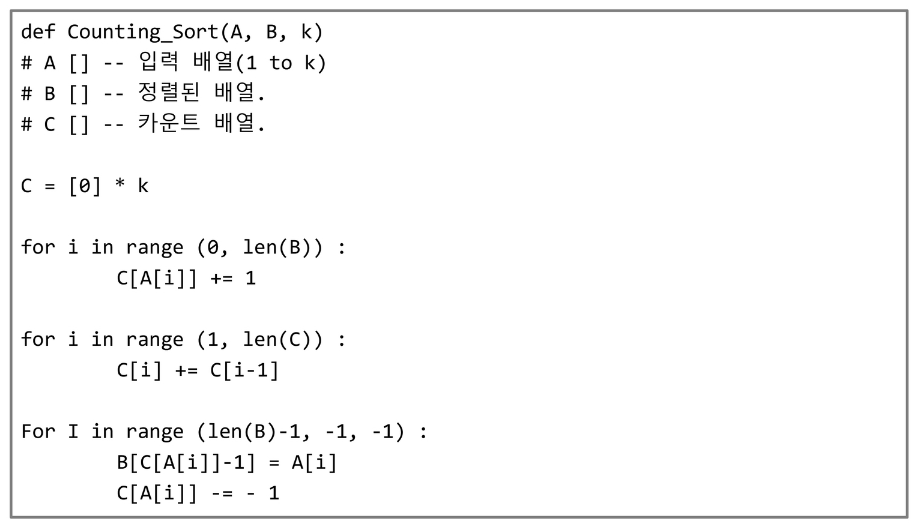 def Counting_Sort(A, B, k)
# A [] -- 입력 배열(1 to k)
# B [] -- 정렬된 배열.
# C [] -- 카운트 배열.
C = [0] * k
for i in range (0, len(B)) :
C[A[i]] += 1
for i in range (1, len(C)) :
C[i] += C[i-1]
For I in range (len(B)-1, -1, -1) :
B[C[A[i]]-1] = A[i]
C[A[i]] -= - 1